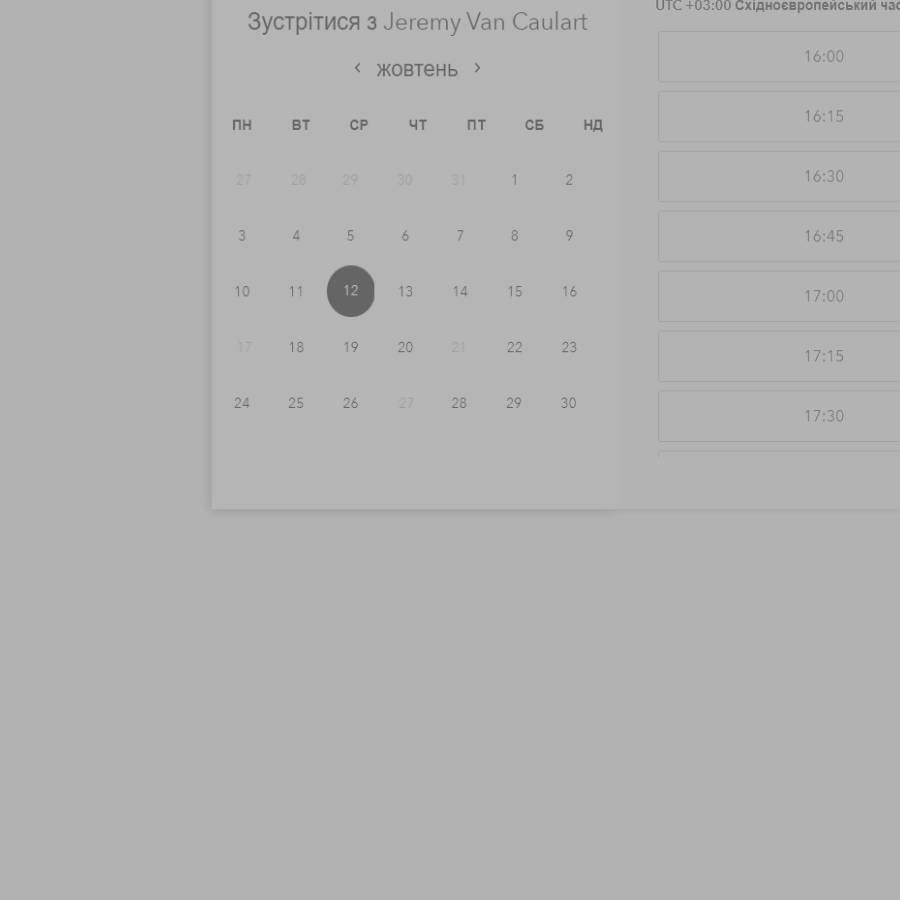 Зустрітися з Jeremy Van Caulart
жовтень
ПН ВТ СР ЧТ ПТ СБ НД
27 28 29 30 31 1 2
3 4 5 6 7 8 9
10 11 12 13 14 15 16
17 18 19 20 21 22 23
24 25 26 27 28 29 30
UTC +03:00 Східноєвропейський час
16:00
16:15
16:30
16:45
17:00
17:15
17:30